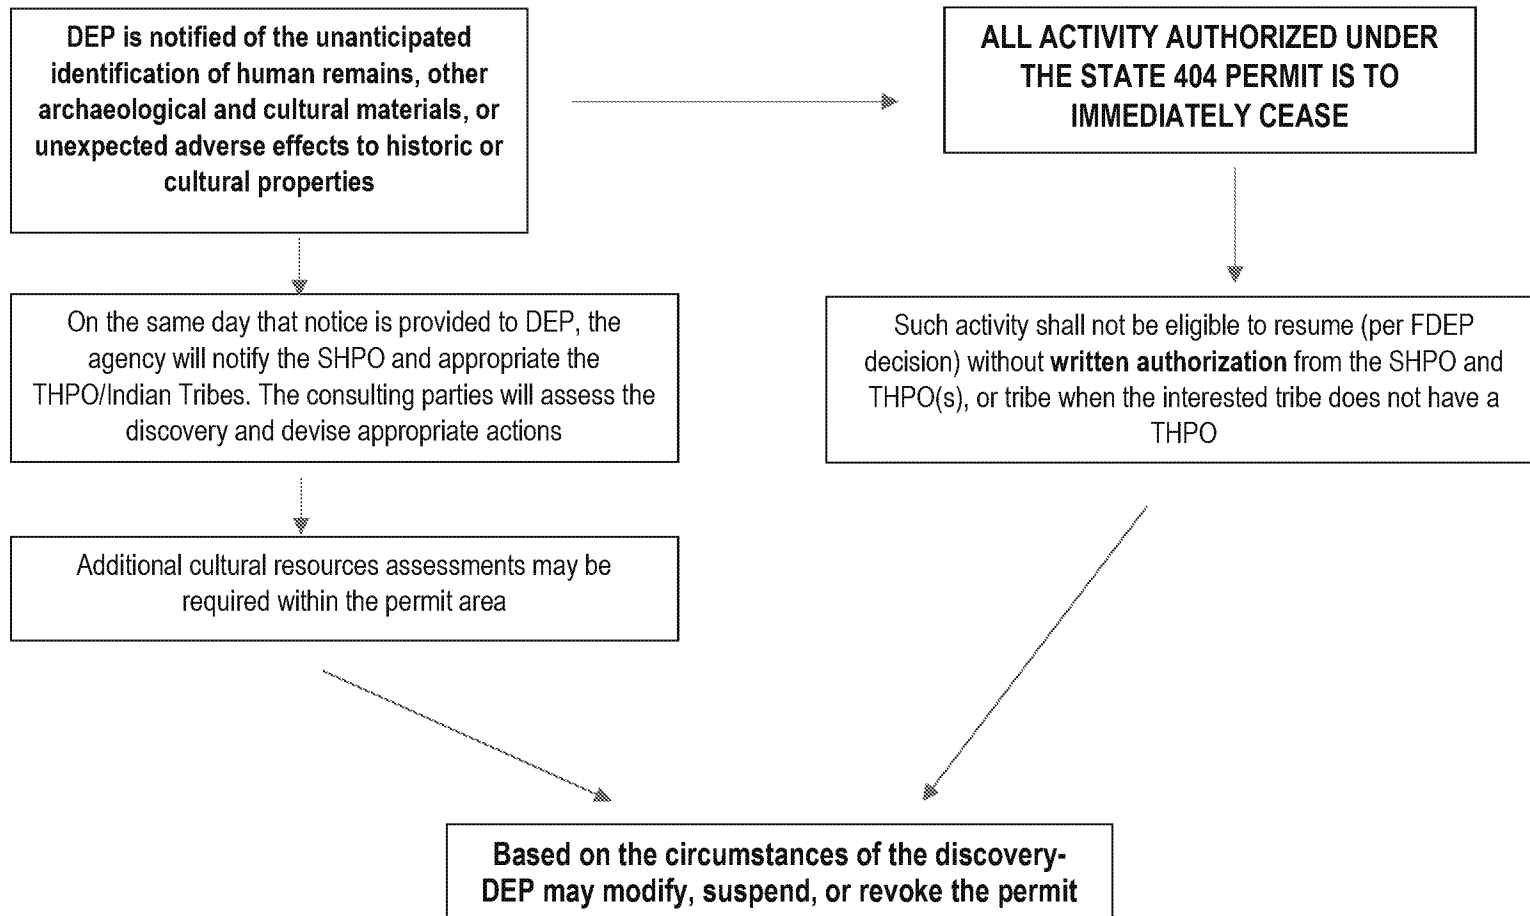 DEP is notified of the unanticipated
identification of human remains, other
archaeological and cultural materials, or
unexpected adverse effects to historic or
cultural properties
ALL ACTIVITY AUTHORIZED UNDER
THE STATE 404 PERMIT IS TO
IMMEDIATELY CEASE
On the same day that notice is provided to DEP, the
agency will notify the SHPO and appropriate the
THPO/Indian Tribes. The consulting parties will assess the
discovery and devise appropriate actions
Such activity shall not be eligible to resume (per FDEP
decision) without written authorization from the SHPO and
THPO(s), or tribe when the interested tribe does not have a
THPO
Additional cultural resources assessments may be
required within the permit area
Based on the circumstances of the discovery-
DEP may modify, suspend, or revoke the permit